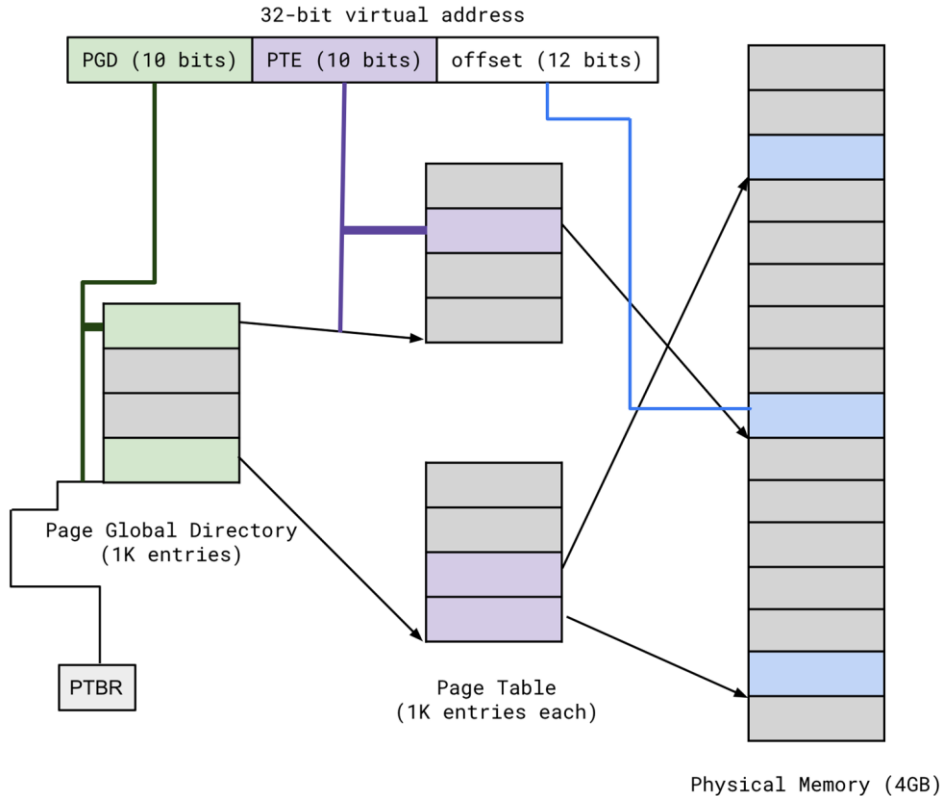 32-bit virtual address
PGD (10 bits)
PTE (10 bits)
offset (12 bits)
Page Global Directory
(1K entries)
PTBR
Page Table
(1K entries each)
Physical Memory (4GB)